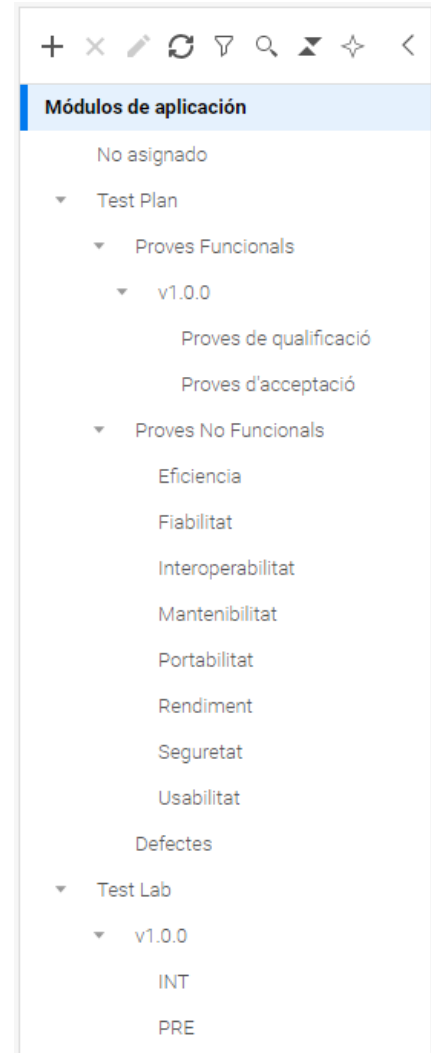 Módulos de aplicación
No asignado
Test Plan
Proves Funcionals
v1.0.0
Proves de qualificació
Proves d'acceptació
Proves No Funcionals
Eficiencia
Fiabilitat
Interoperabilitat
Mantenibilitat
Portabilitat
Rendiment
Seguretat
Usabilitat
Defectes
Test Lab
v1.0.0
INT
PRE